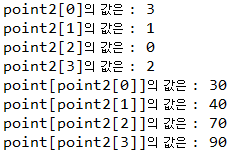 point2[0]의 값은 : 3
point2[1]의 값은 : 1
point2[2]의 값은 : 0
point2[3]의 값은 : 2
point[point2[0]]의 값은 : 30
point[point2[1]]의 값은 : 40
point[point2[2]]의 값은 : 70
point[point2[3]]의 값은 : 90